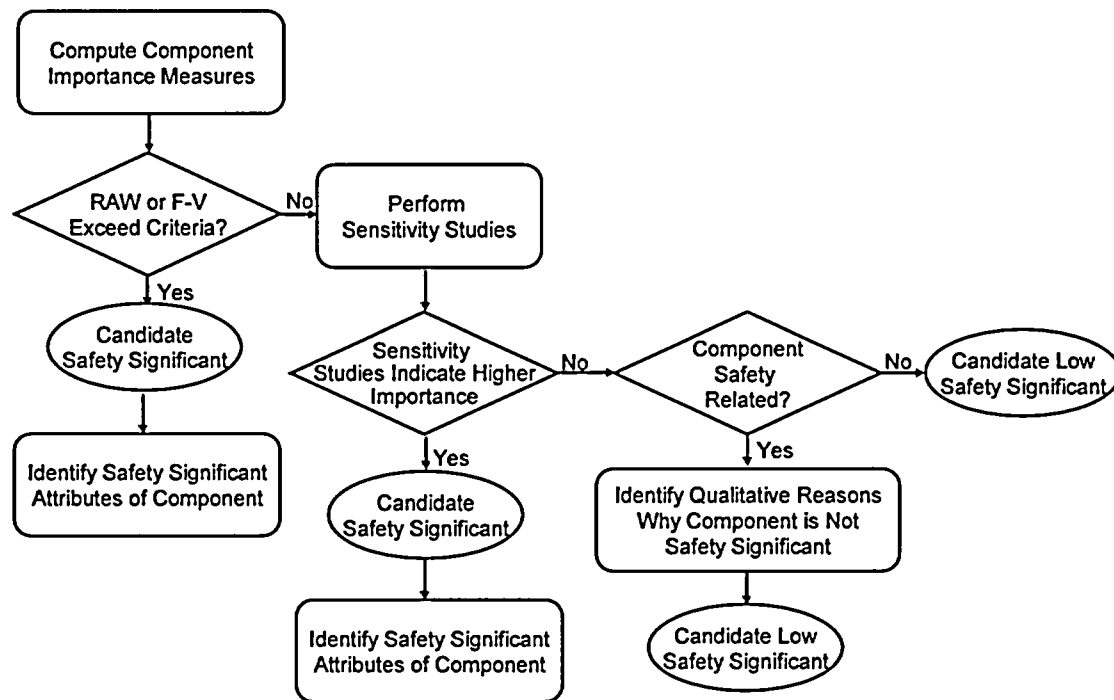 Compute Component
Importance Measures
RAW or F-V
Exceed Criteria?
No
Perform
Sensitivity Studies
Yes
Candidate
Safety Significant
Identify Safety Significant
Attributes of Component
Sensitivity
Studies Indicate Higher
Importance
No
Component
Safety
Related?
No
Candidate Low
Safety Significant
Yes
Candidate
Safety Significant
Identify Safety Significant
Attributes of Component
Yes
Identify Qualitative Reasons
Why Component is Not
Safety Significant
Candidate Low
Safety Significant